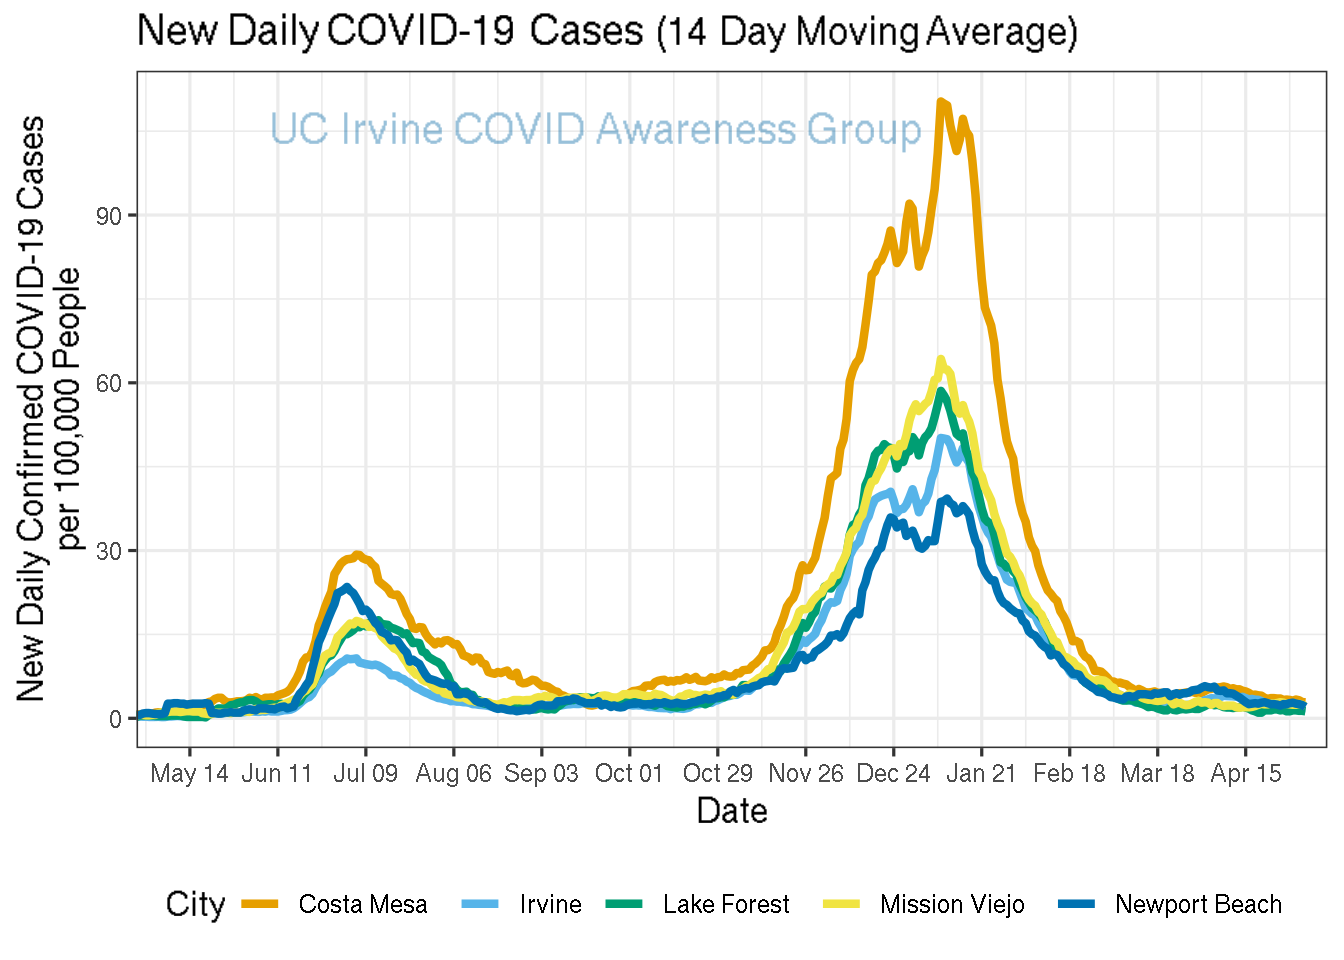 New Daily COVID-19 Cases (14 Day Moving Average)
UC Irvine COVID Awareness Group
New Daily Confirmed COVID-19 Cases
per 100,000 People
90
60
30
0
May 14 Jun 11 Jul 09 Aug 06 Sep 03 Oct 01 Oct 29 Nov 26 Dec 24 Jan 21 Feb 18 Mar 18 Apr 15
Date
City Costa Mesa Irvine Lake Forest Mission Viejo Newport Beach